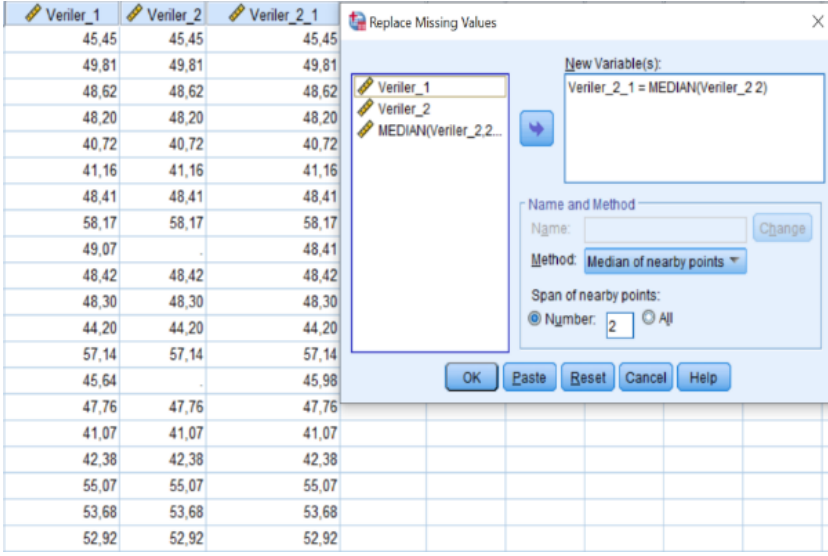 Veriler_1 Veriler_2 Veriler_2_1
45,45 45,45 45,45
49,81 49,81 49,81
48,62 48,62 48,62
48,20 48,20 48,20
40,72 40,72 40,72
41,16 41,16 41,16
48,41 48,41 48,41
58,17 58,17 58,17
49,07 . 48,41
48,42 48,42 48,42
48,30 48,30 48,30
44,20 44,20 44,20
57,14 57,14 57,14
45,64 . 45,98
47,76 47,76 47,76
41,07 41,07 41,07
42,38 42,38 42,38
55,07 55,07 55,07
53,68 53,68 53,68
52,92 52,92 52,92
Replace Missing Values
Veriler_1
Veriler_2
MEDIAN(Veriler_2,2...
New Variable(s):
Veriler_2_1 = MEDIAN(Veriler_2 2)
Name and Method
Name: Change
Method: Median of nearby points
Span of nearby points:
Number: 2 All
OK Paste Reset Cancel Help